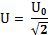 U = U₀/√2